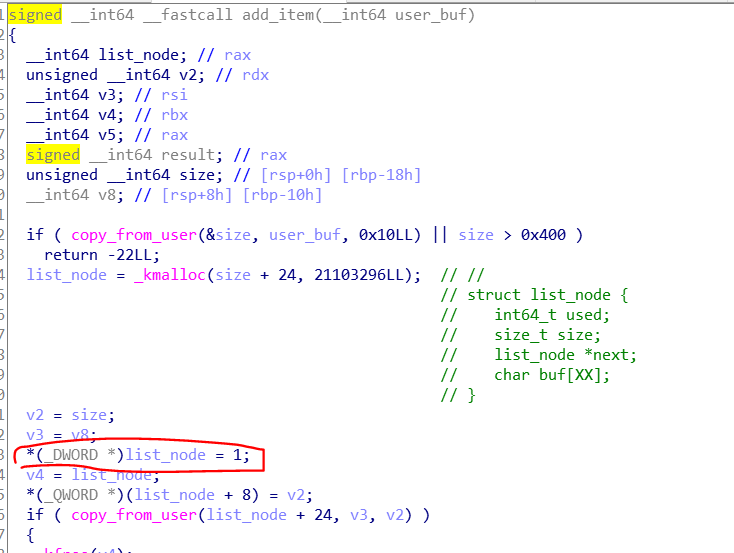 signed __int64 __fastcall add_item(__int64 user_buf)
{
__int64 list_node; // rax
unsigned __int64 v2; // rdx
__int64 v3; // rsi
__int64 v4; // rbx
__int64 v5; // rax
signed __int64 result; // rax
unsigned __int64 size; // [rsp+0h] [rbp-18h]
__int64 v8; // [rsp+8h] [rbp-10h]
if ( copy_from_user(&size, user_buf, 0x10LL) || size > 0x400 )
return -22LL;
list_node = _kmalloc(size + 24, 21103296LL); // //
// struct list_node {
// int64_t used;
// size_t size;
// list_node *next;
// char buf[XX];
// }
v2 = size;
v3 = v8;
*(_DWORD *)list_node = 1;
v4 = list_node;
*(_QWORD *)(list_node + 8) = v2;
if ( copy_from_user(list_node + 24, v3, v2) )
{
kfree(v4);